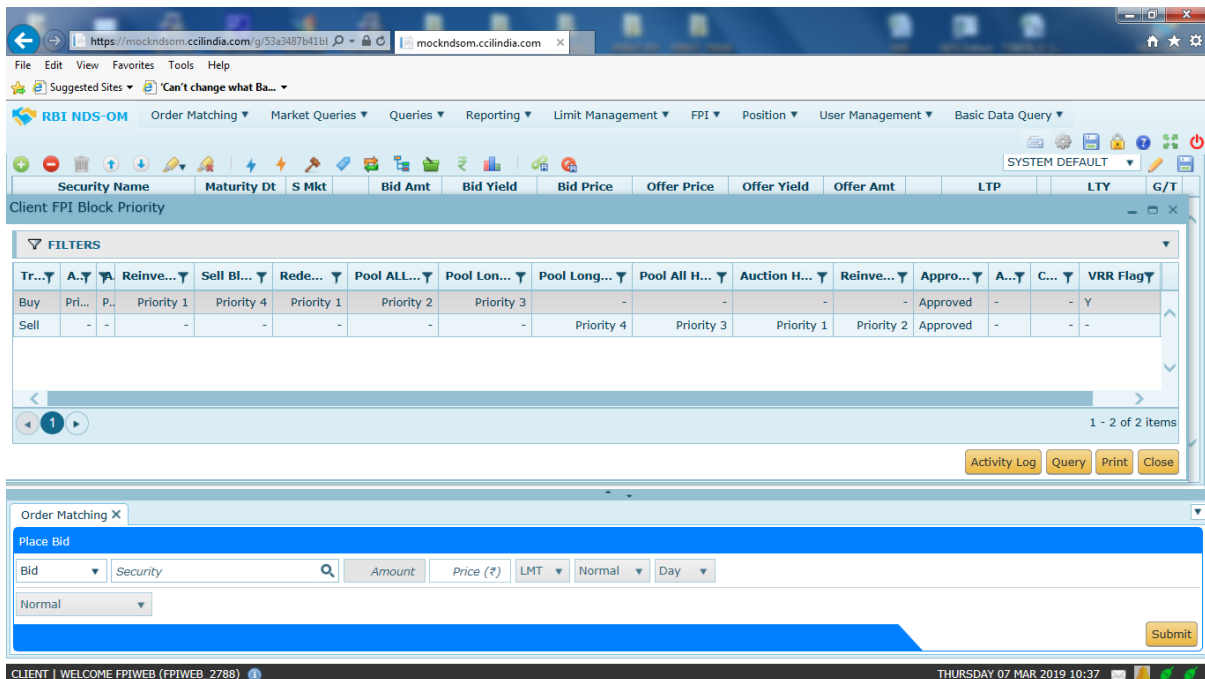 https://mockndsom.ccilindia.com/g/53a3487b41bl mockndsom.ccilindia.com ×
File Edit View Favorites Tools Help
Suggested Sites ▼ 'Can't change what Ba... ▼
RBI NDS-OM Order Matching ▼ Market Queries ▼ Queries ▼ Reporting ▼ Limit Management ▼ FPI ▼ Position ▼ User Management ▼ Basic Data Query ▼
SYSTEM DEFAULT ▼
Security Name Maturity Dt S Mkt Bid Amt Bid Yield Bid Price Offer Price Offer Yield Offer Amt LTP LTY G/T
Client FPI Block Priority
FILTERS
Tr... A.. A. Reinve... Sell Bl... Rede... Pool ALL... Pool Lon... Pool Long... Pool All H... Auction H... Reinve... Appro... A... C... VRR Flag
Buy Pri... P.. Priority 1 Priority 4 Priority 1 Priority 2 Priority 3 - - - - Approved - - Y
Sell - - - - - - - Priority 4 Priority 3 Priority 1 Priority 2 Approved - - -
1 1 - 2 of 2 items
Activity Log Query Print Close
Order Matching ×
Place Bid
Bid Security Amount Price (₹) LMT Normal Day
Normal
Submit
CLIENT | WELCOME FPIWEB (FPIWEB_2788) THURSDAY 07 MAR 2019 10:37